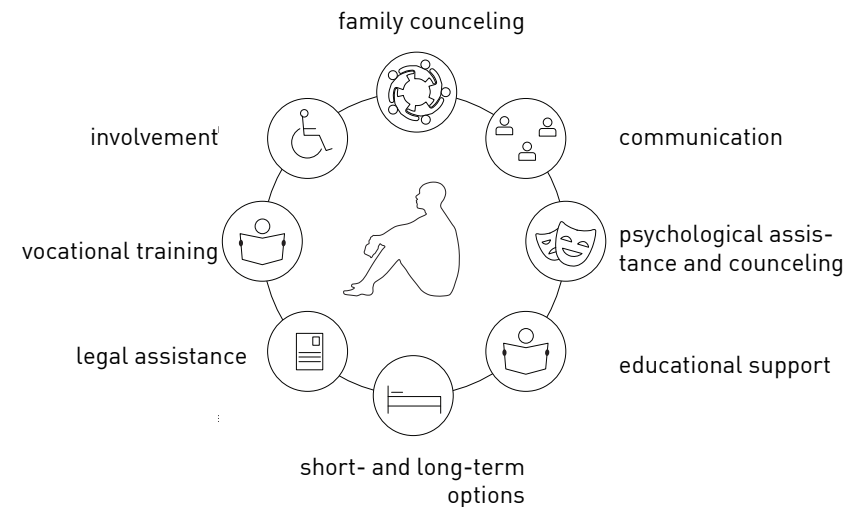 family counceling
involvement
communication
vocational training
psychological assis-
tance and counceling
legal assistance
educational support
short- and long-term
options